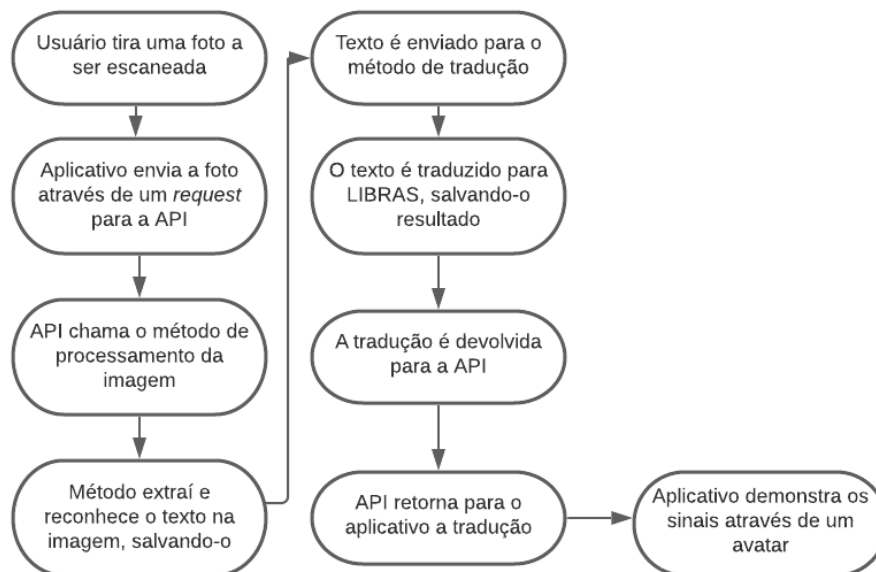 Usuário tira uma foto a
ser escaneada
Aplicativo envia a foto
através de um request
para a API
API chama o método de
processamento da
imagem
Método extraí e
reconhece o texto na
imagem, salvando-o
Texto é enviado para o
método de tradução
O texto é traduzido para
LIBRAS, salvando-o
resultado
A tradução é devolvida
para a API
API retorna para o
aplicativo a tradução
Aplicativo demonstra os
sinais através de um
avatar